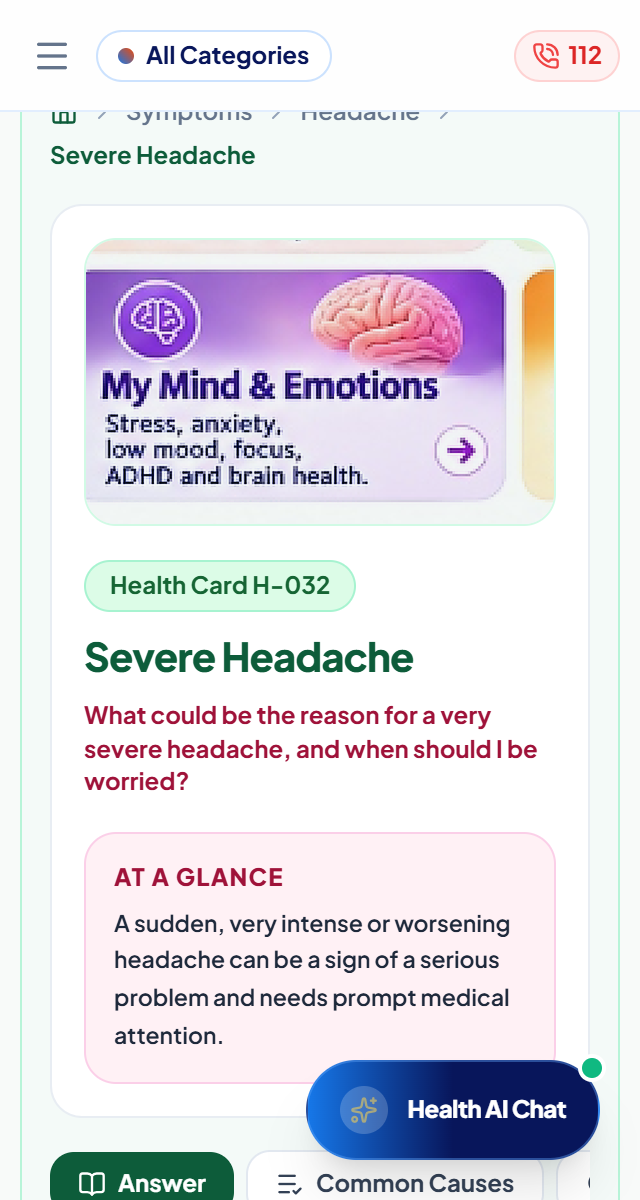 All Categories
112
Symptoms
Headache
Severe Headache
My Mind & Emotions
Stress, anxiety,
low mood, focus,
ADHD and brain health.
Health Card H-032
Severe Headache
What could be the reason for a very
severe headache, and when should I be
worried?
AT A GLANCE
A sudden, very intense or worsening
headache can be a sign of a serious
problem and needs prompt medical
attention.
Health AI Chat
Answer
Common Causes